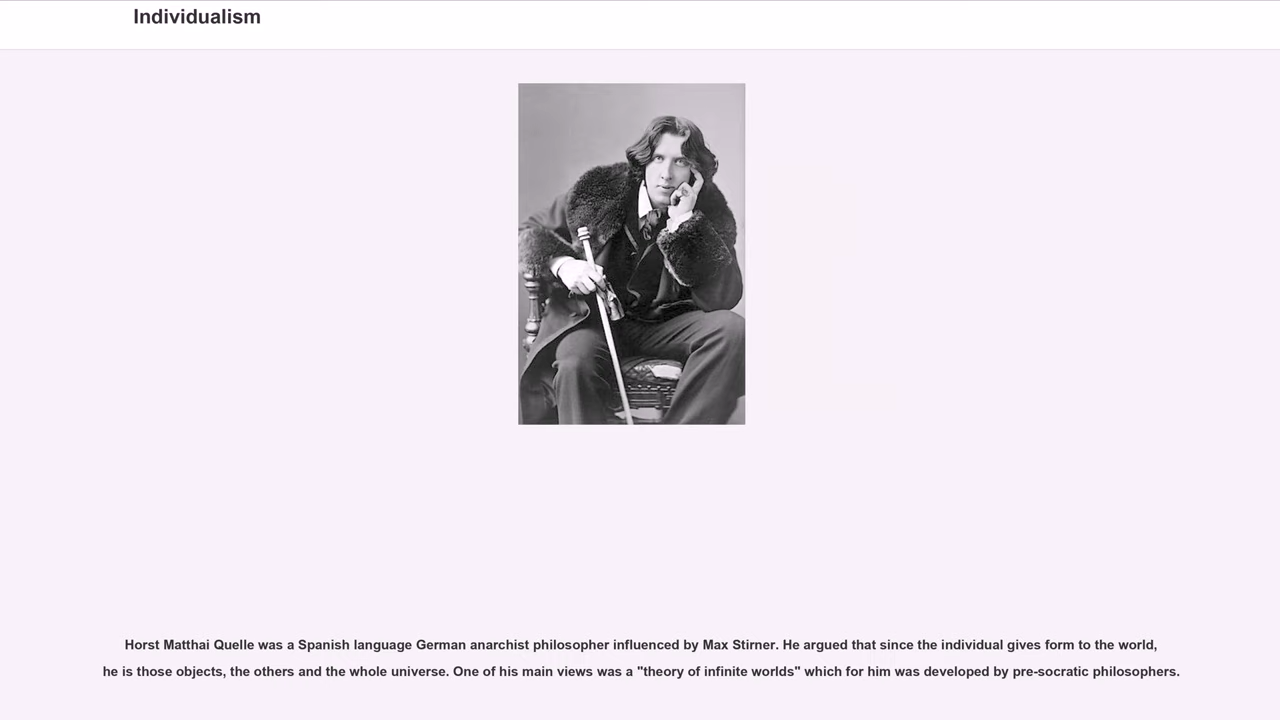 Individualism
Horst Matthai Quelle was a Spanish language German anarchist philosopher influenced by Max Stirner. He argued that since the individual gives form to the world,
he is those objects, the others and the whole universe. One of his main views was a "theory of infinite worlds" which for him was developed by pre-socratic philosophers.